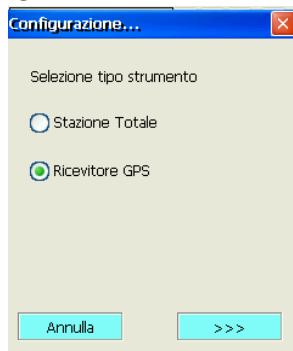 Configurazione...
Selezione tipo strumento
Stazione Totale
Ricevitore GPS
Annulla
>>>